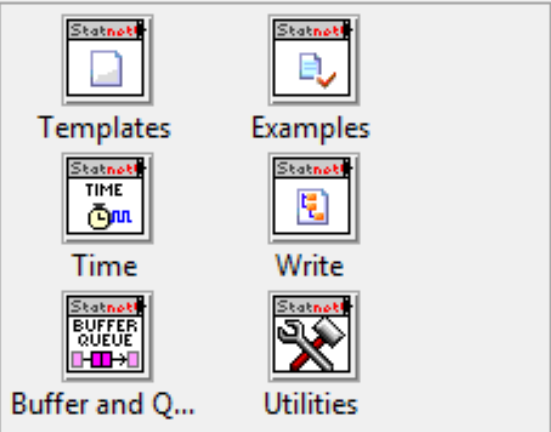 Statnet Statnet
Templates Examples
Statnet Statnet
TIME
Time Write
Statnet Statnet
BUFFER
QUEUE
Buffer and Q... Utilities